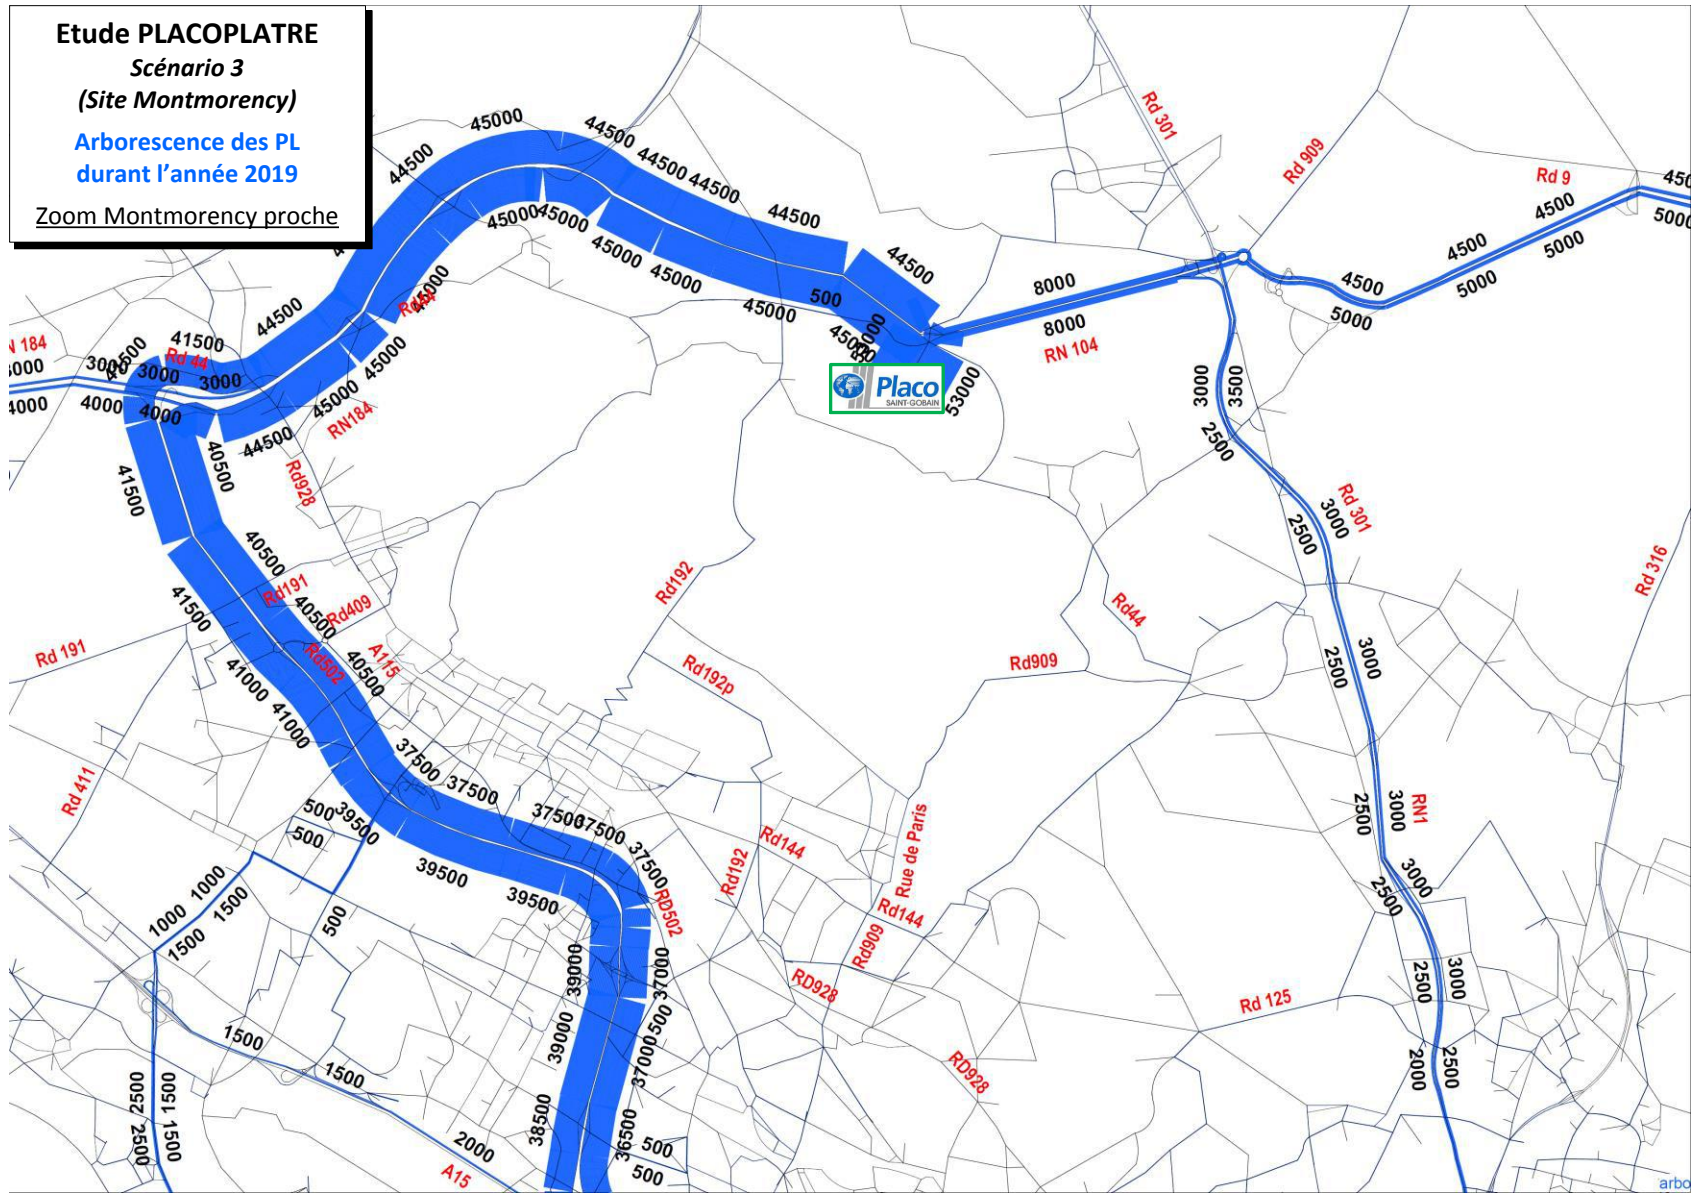 Etude PLACOPLATRE
Scénario 3
(Site Montmorency)
Arborescence des PL
durant l'année 2019
Zoom Montmorency proche
45000
44500
44500
44500
44500
44500
44500
45000
45000
45000
45000
45000
500
45000
53000
Placo
SAINT-GOBAIN
8000
8000
RN 104
Rd 301
Rd 909
Rd 9
4500
4500
4500
5000
5000
5000
5000
Rd44
45000
44500
41500
Rd 44
3000
3000
3000
4000
4000
4000
45000
45000
RN184
44500
40500
Rd928
41500
40500
Rd191
40500
Rd409
41500
Rd 191
Rd502
A115
40500
41000
41000
37500
37500
37500
37500
37500
RD502
39500
39500
39500
500
500
500
Rd 411
1000
1000
1500
1500
1500
1500
2000
A15
2500
1500
2500
1500
39000
37000
39000
37000
500
38500
36500
500
500
Rd192
Rd192p
Rd909
Rd44
Rd192
Rd144
Rue de Paris
Rd144
Rd909
RD928
RD928
Rd 125
3000
3500
2500
Rd 301
3000
2500
2500
3000
2500
3000
RN1
3000
2500
2500
3000
2000
2500
Rd 316
arbo